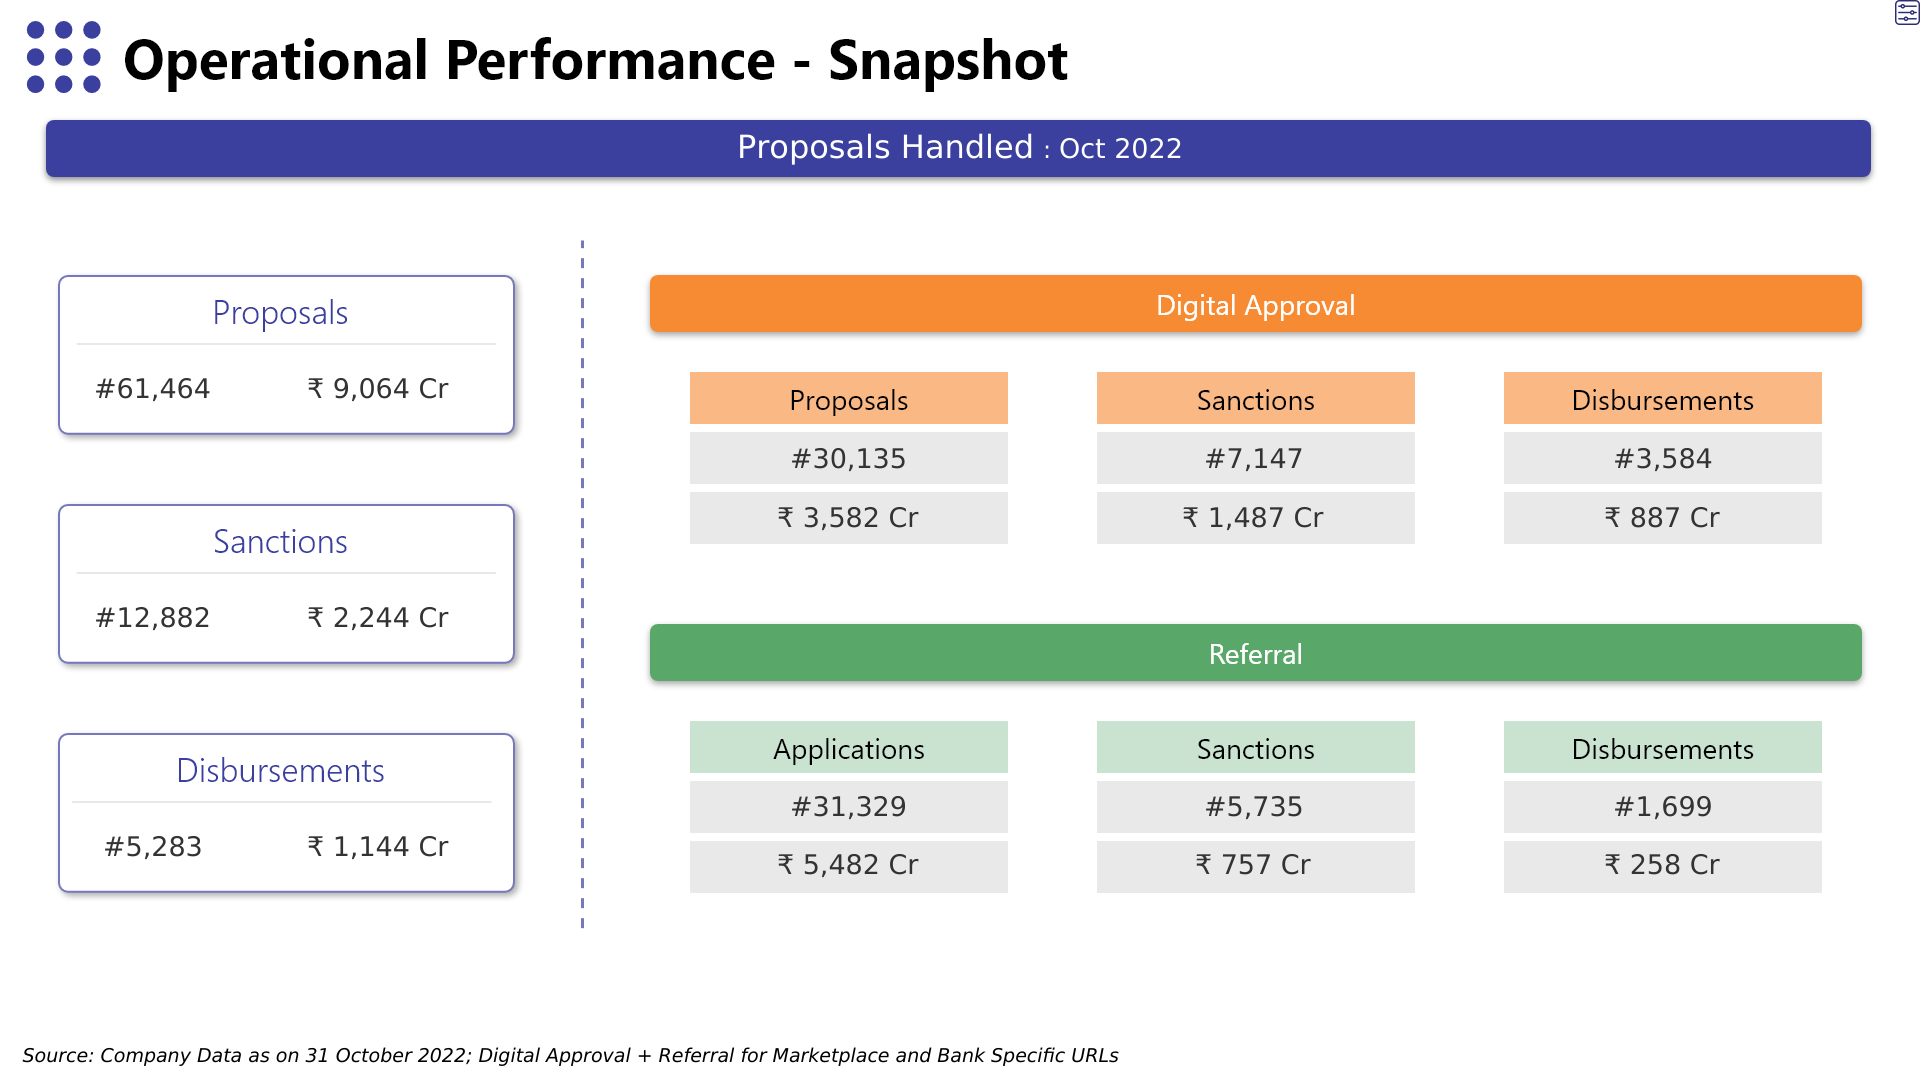 Operational Performance - Snapshot
Proposals Handled : Oct 2022
Proposals
#61,464 ₹ 9,064 Cr
Sanctions
#12,882 ₹ 2,244 Cr
Disbursements
#5,283 ₹ 1,144 Cr
Digital Approval
Proposals Sanctions Disbursements
#30,135 #7,147 #3,584
₹ 3,582 Cr ₹ 1,487 Cr ₹ 887 Cr
Referral
Applications Sanctions Disbursements
#31,329 #5,735 #1,699
₹ 5,482 Cr ₹ 757 Cr ₹ 258 Cr
Source: Company Data as on 31 October 2022; Digital Approval + Referral for Marketplace and Bank Specific URLs